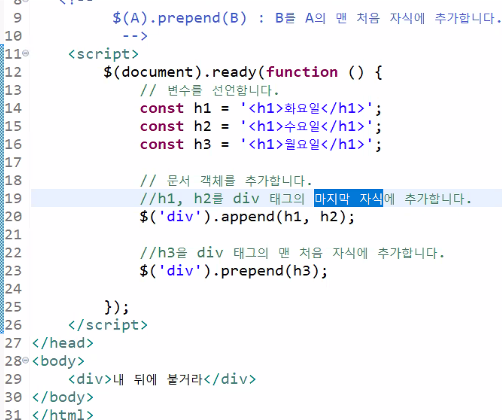 9 $(A).prepend(B) : B를 A의 맨 처음 자식에 추가합니다.
10 -->
11 <script>
12 $(document).ready(function () {
13 // 변수를 선언합니다.
14 const h1 = '<h1>화요일</h1>';
15 const h2 = '<h1>수요일</h1>';
16 const h3 = '<h1>월요일</h1>';
17
18 // 문서 객체를 추가합니다.
19 //h1, h2를 div 태그의 마지막 자식에 추가합니다.
20 $('div').append(h1, h2);
21
22 //h3을 div 태그의 맨 처음 자식에 추가합니다.
23 $('div').prepend(h3);
24
25 });
26 </script>
27 </head>
28 <body>
29 <div>내 뒤에 붙거라</div>
30 </body>
31 </html>